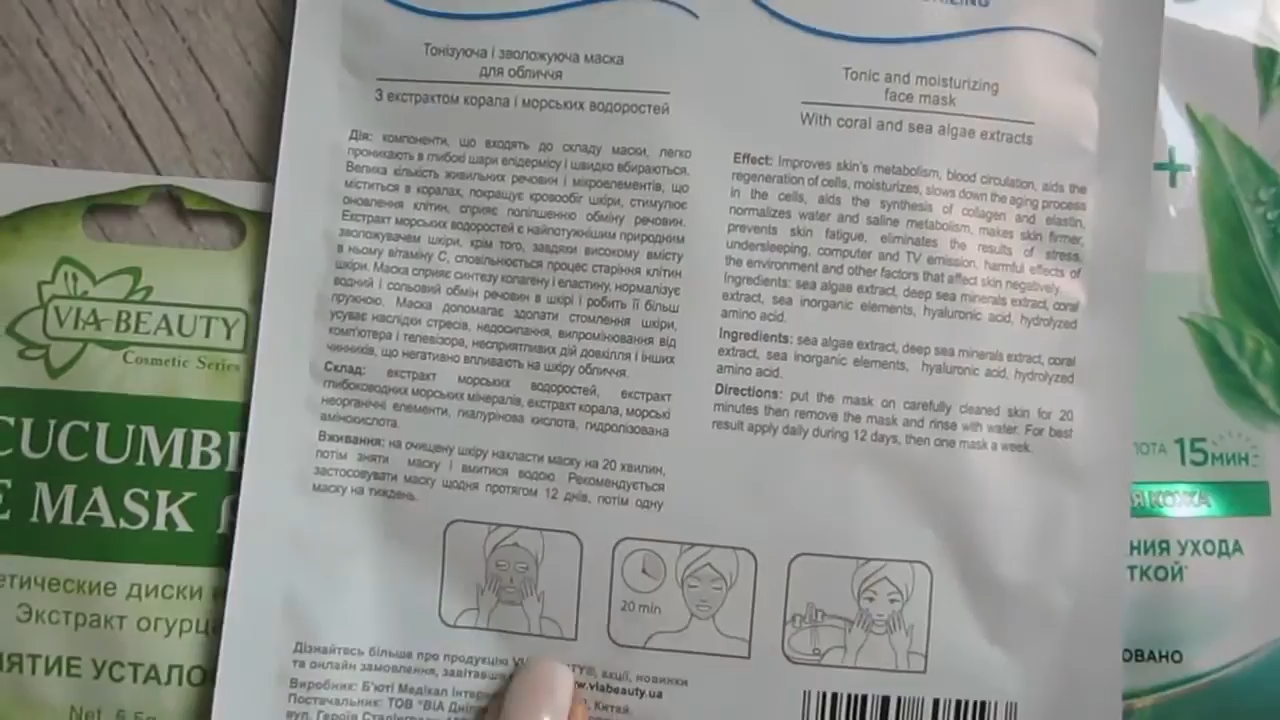 Тонізуюча і зволожуюча маска
для обличчя
З екстрактом корала і морських водоростей
Дія: компоненти, що входять до складу маски, легко
проникають в глибокі шари епідермісу і швидко вбираються.
Велика кількість живильних речовин і мікроелементів, що
міститься в коралах, покращує кровообіг шкіри, стимулює
оновлення клітин, сприяє поліпшенню обміну речовин.
Екстракт морських водоростей є найпотужнішим природним
зволожувачем шкіри, крім того, завдяки високому вмісту
в ньому вітаміну С, сповільнюється процес старіння клітин
шкіри. Маска сприяє синтезу колагену і еластину, нормалізує
водний і сольовий обмін речовин в шкірі і робить її більш
пружною. Маска допомагає здолати стомлення шкіри,
усуває наслідки стресів, недосипання, випромінювання від
комп'ютера і телевізора, несприятливих дій довкілля і інших
чинників, що негативно впливають на шкіру обличчя.
Склад: екстракт морських водоростей, екстракт
глибоководних морських мінералів, екстракт корала, морські
неорганічні елементи, гіалурінова кислота, гидролізована
амінокислота.
Вживання: на очищену шкіру накласти маску на 20 хвилин,
потім зняти маску і вмитися водою. Рекомендується
застосовувати маску щодня протягом 12 днів, потім одну
маску на тиждень.
Tonic and moisturizing
face mask
With coral and sea algae extracts
Effect: Improves skin's metabolism, blood circulation, aids the
regeneration of cells, moisturizes, slows down the aging process
in the cells, aids the synthesis of collagen and elastin,
normalizes water and saline metabolism, makes skin firmer,
prevents skin fatigue, eliminates the results of stress,
undersleeping, computer and TV emission, harmful effects of
the environment and other factors that affect skin negatively.
Ingredients: sea algae extract, deep sea minerals extract, coral
extract, sea inorganic elements, hyaluronic acid, hydrolyzed
amino acid.
Ingredients: sea algae extract, deep sea minerals extract, coral
extract, sea inorganic elements, hyaluronic acid, hydrolyzed
amino acid.
Directions: put the mask on carefully cleaned skin for 20
minutes then remove the mask and rinse with water. For best
result apply daily during 12 days, then one mask a week.
20 min
Дізнайтесь більше про продукцію акції, новинки
та онлайн замовлення, завітавши www.viabeauty.ua
Виробник: Б'юті Медікал Китай.
Постачальник: ТОВ "ВІА
вул. Героїв
VIA-BEAUTY
Cosmetic Series
CUCUMBE
E MASK
етические диски
Экстракт огурц
НЯТИЕ УСТАЛО
Net
+
ОТА 15 мин
Я КОЖА
НИЯ УХОДА
ТКОЙ
ОВАНО